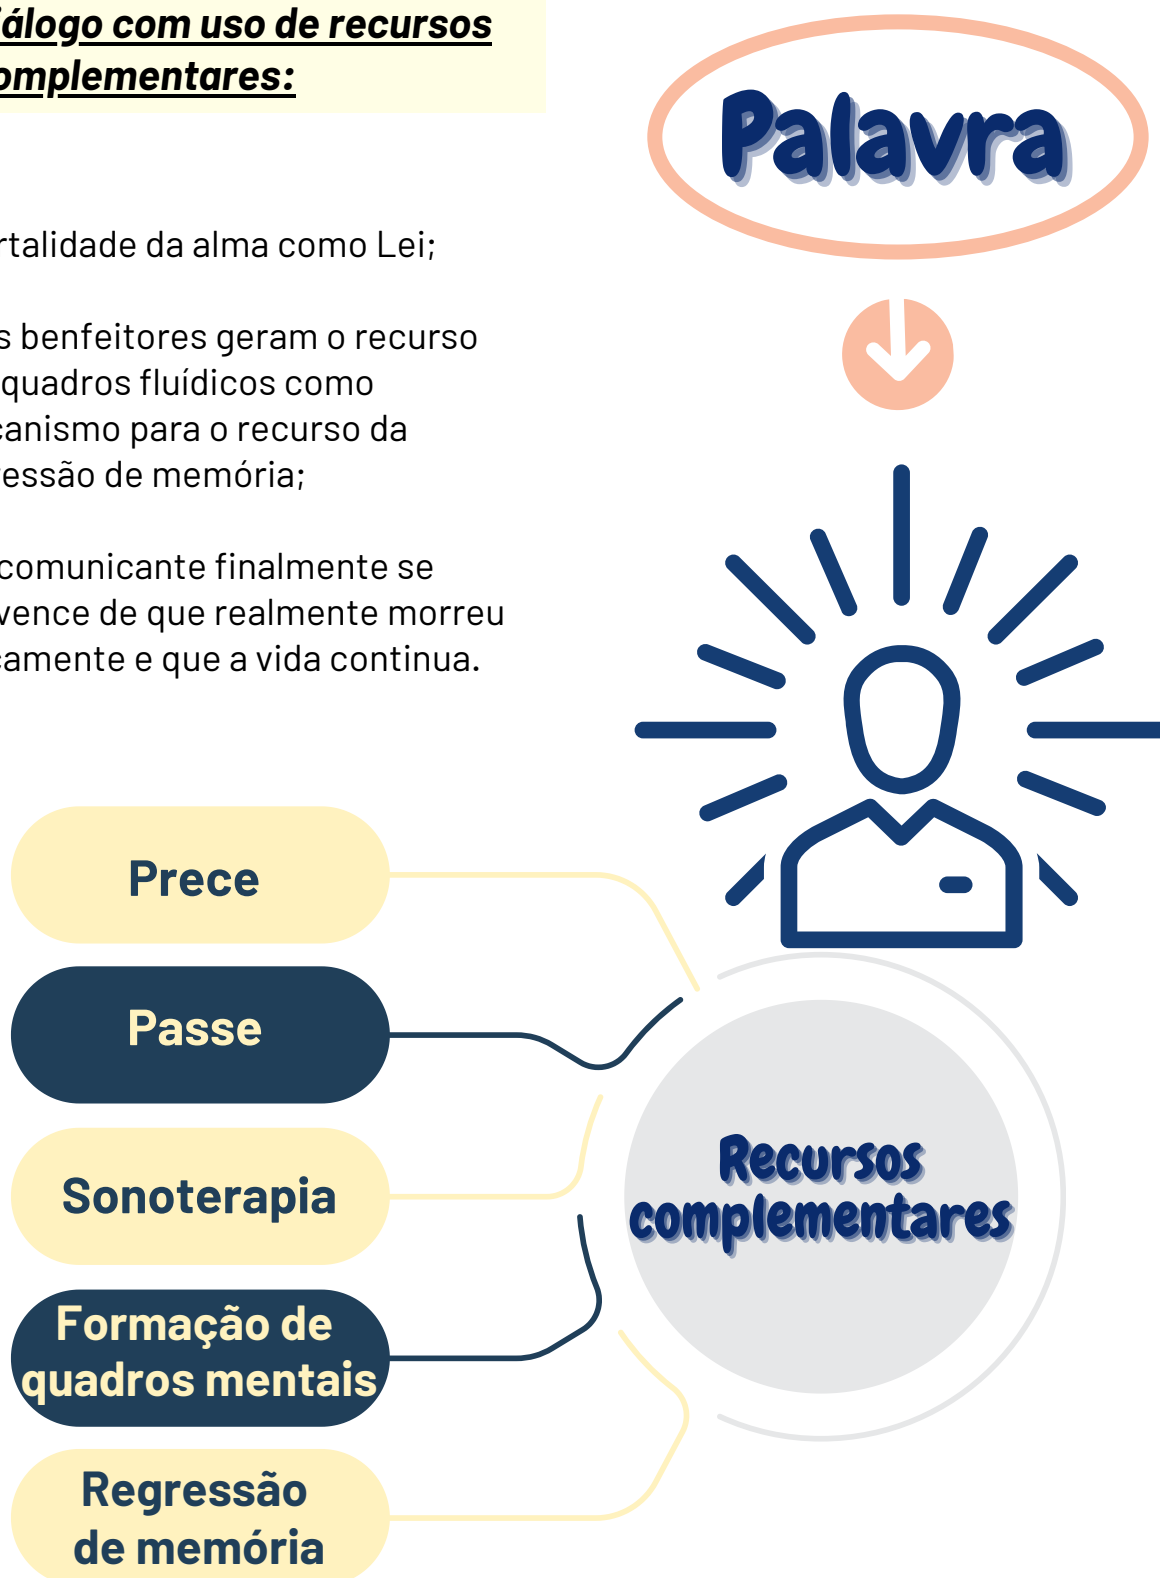 iálogo com uso de recursos
omplementares:
rtalidade da alma como Lei;
s benfeitores geram o recurso
quadros fluídicos como
canismo para o recurso da
ressão de memória;
comunicante finalmente se
vence de que realmente morreu
camente e que a vida continua.
Palavra
Prece
Passe
Sonoterapia
Formação de
quadros mentais
Regressão
de memória
Recursos
complementares